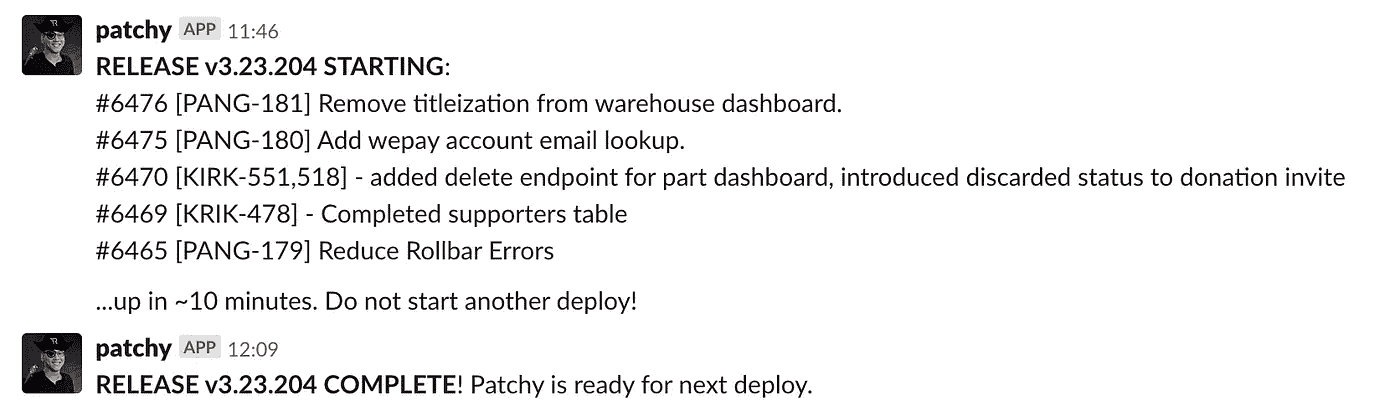 patchy APP 11:46
RELEASE v3.23.204 STARTING:
#6476 [PANG-181] Remove titleization from warehouse dashboard.
#6475 [PANG-180] Add wepay account email lookup.
#6470 [KIRK-551,518] - added delete endpoint for part dashboard, introduced discarded status to donation invite
#6469 [KRIK-478] - Completed supporters table
#6465 [PANG-179] Reduce Rollbar Errors
...up in ~10 minutes. Do not start another deploy!
patchy APP 12:09
RELEASE v3.23.204 COMPLETE! Patchy is ready for next deploy.